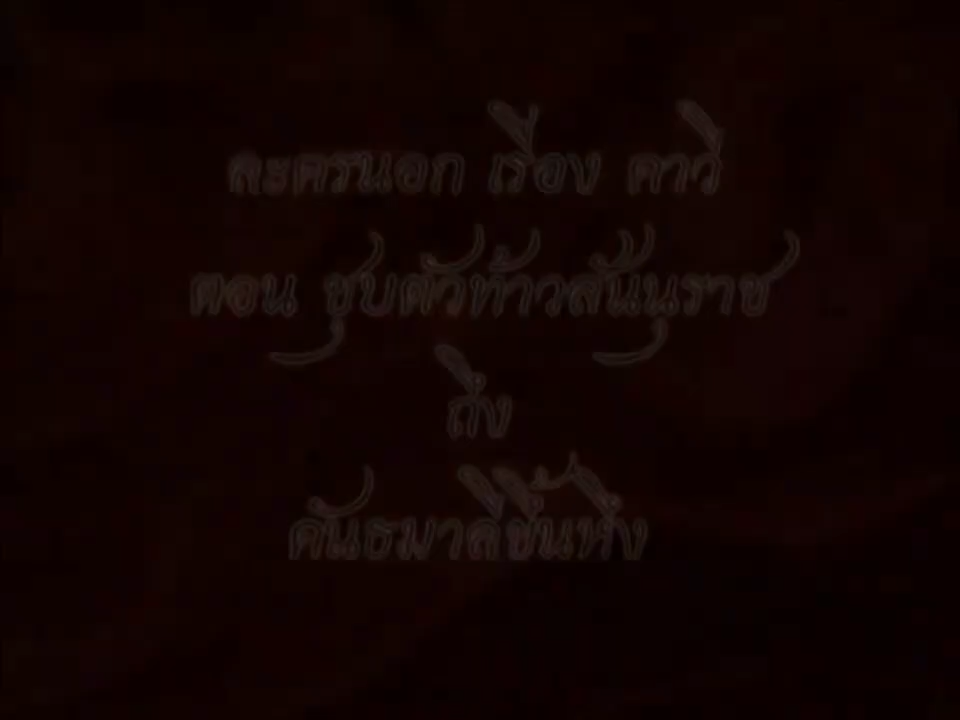 ละครนอก เรื่อง คาวี
ตอน ชุบตัวท้าวสันนุราช
ถึง
คันธมาลีขึ้นหึง